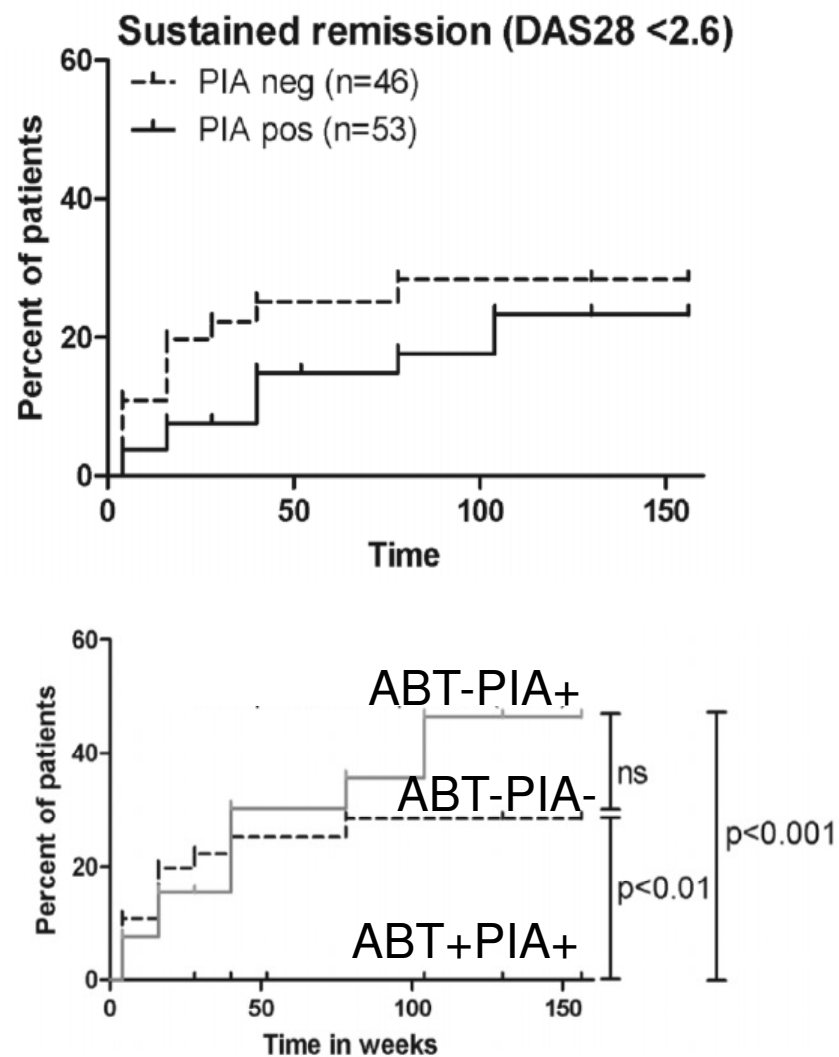 Sustained remission (DAS28 <2.6)
60
40
20
0
Percent of patients
PIA neg (n=46)
PIA pos (n=53)
0 50 100 150
Time
60
40
20
0
Percent of patients
ABT-PIA+
ns
ABT-PIA-
p<0.001
p<0.01
ABT+PIA+
0 50 100 150
Time in weeks